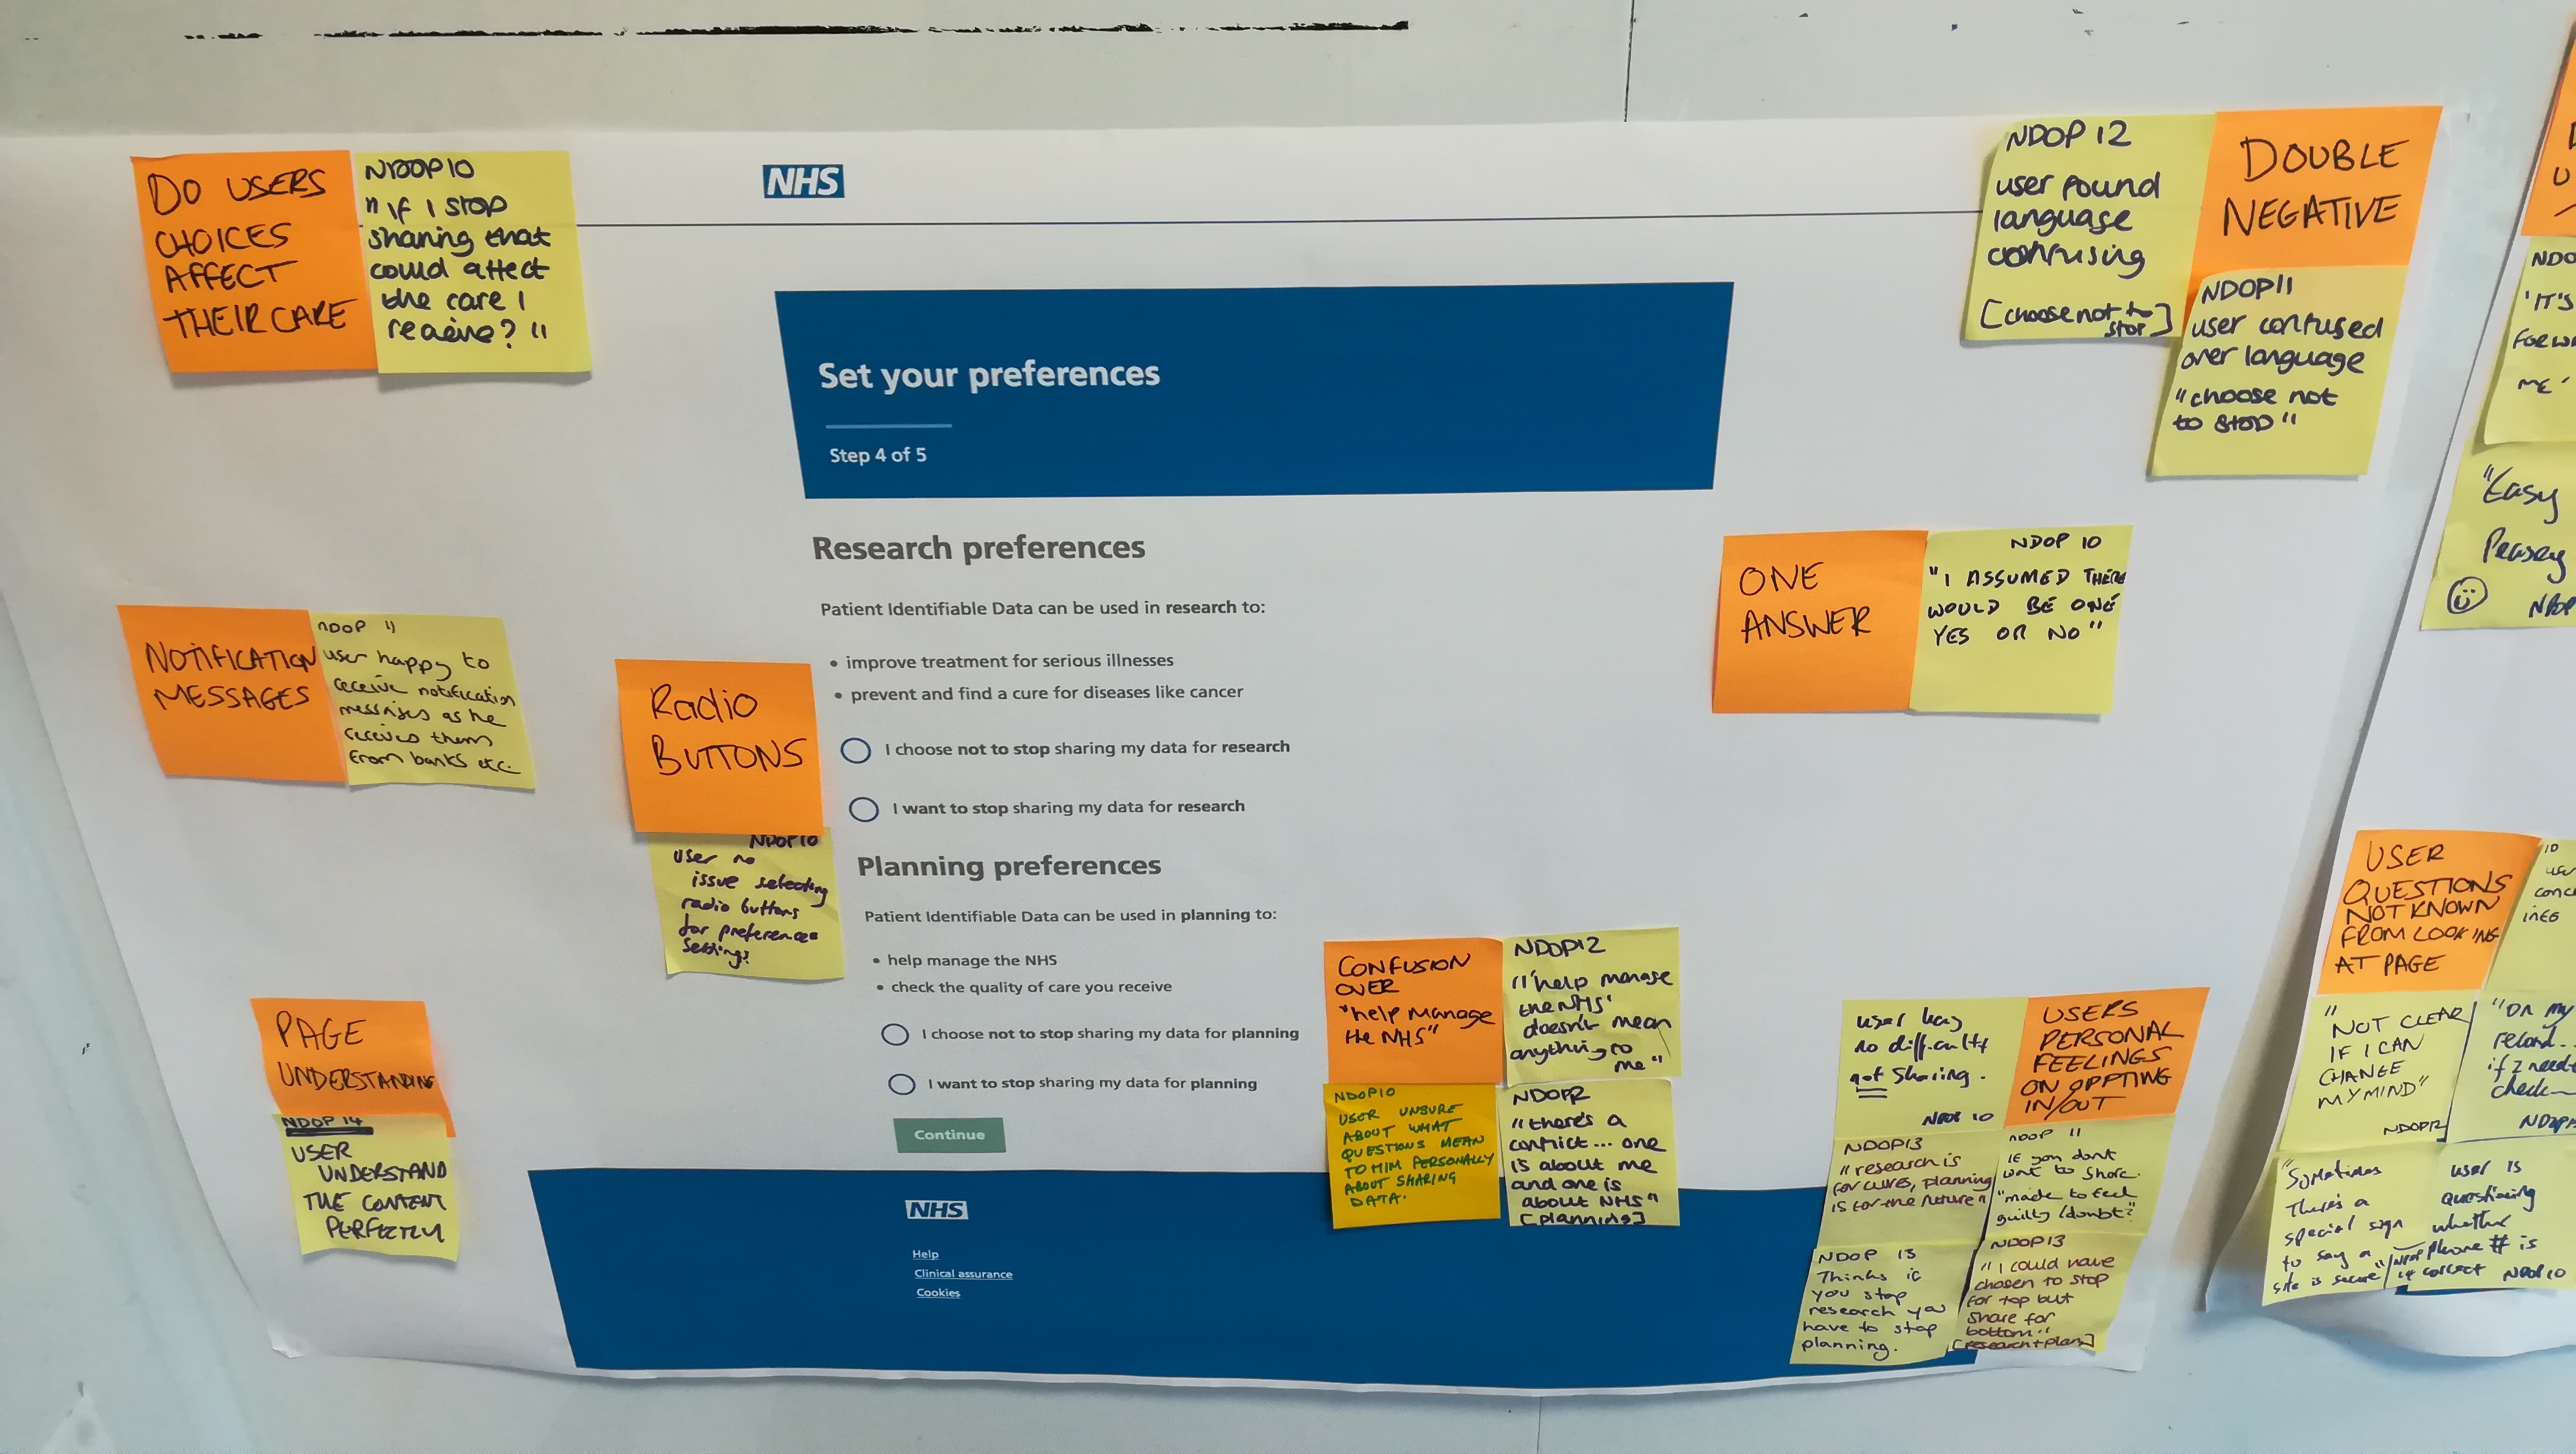 DO USERS
CHOICES
AFFECT
THEIR CARE
NDOP10
"If I stop
sharing that
could affect
the care I
receive?"
NHS
NDOP 12
user found
language
confusing
[choose not to
stop]
DOUBLE
NEGATIVE
NDOP11
user confused
over language
"choose not
to stop"
Set your preferences
Step 4 of 5
Research preferences
Patient Identifiable Data can be used in research to:
• improve treatment for serious illnesses
• prevent and find a cure for diseases like cancer
I choose not to stop sharing my data for research
I want to stop sharing my data for research
Planning preferences
Patient Identifiable Data can be used in planning to:
• help manage the NHS
• check the quality of care you receive
I choose not to stop sharing my data for planning
I want to stop sharing my data for planning
Continue
NHS
Help
Clinical assurance
Cookies
NOTIFICATION
MESSAGES
NDOP 11
user happy to
receive notification
messages as he
receives them
from banks etc.
Radio
BUTTONS
NDOP10
User no
issue selecting
radio buttons
for preferences
settings
PAGE
UNDERSTANDING
NDOP 14
USER
UNDERSTAND
THE CONTENT
PERFECTLY
ONE
ANSWER
NDOP 10
"I ASSUMED THERE
WOULD BE ONE
YES OR NO"
CONFUSION
OVER
"help Manage
the NHS"
NDOP12
"'help manage
the NHS'
doesn't mean
anything to
me"
NDOP10
USER UNSURE
ABOUT WHAT
QUESTIONS MEAN
TO HIM PERSONALLY
ABOUT SHARING
DATA.
NDOP12
"there's a
conflict... one
is about me
and one is
about NHS"
[planning]
user has
no difficulty
not sharing.
NDOP 10
USERS
PERSONAL
FEELINGS
ON OPPTING
IN/OUT
NDOP13
"research is
for cures, planning
is for the future"
NDOP 11
If you dont
want to share.
"made to feel
guilty/doubt?"
NDOP 13
Thinks if
you stop
research you
have to stop
planning.
NDOP13
"I could have
chosen to stop
for top but
share for
bottom"
[research+plan]
NDO
'IT'S
FORW
ME'
"Easy
Peasey
NDOP
USER
QUESTIONS
NOT KNOWN
FROM LOOKING
AT PAGE
"NOT CLEAR
IF I CAN
CHANGE
MY MIND"
NDOP12
"On my
record..
if I need
check
"Sometimes
there's a
special sign
to say a
site is secure"
user is
questioning
whether
phone # is
correct NDOP10